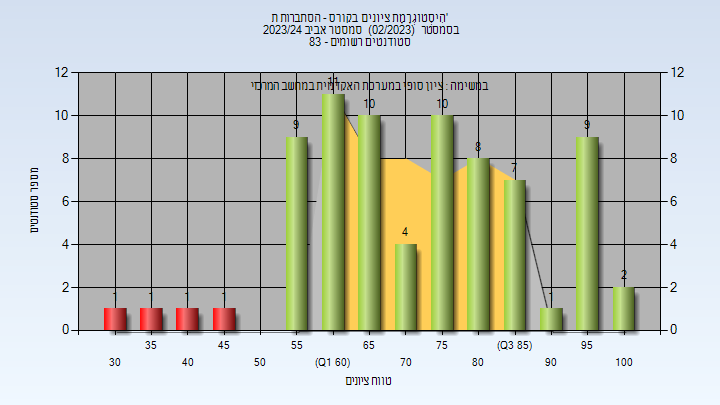 היסטוגרמת ציונים בקורס - הסתברות ת'
בסמסטר (02/2023) סמסטר אביב 2023/24
סטודנטים רשומים - 83
במשימה : ציון סופי במערכת האקדמית במחשב המרכזי
מספר סטודנטים
12 12
10 10
8 8
6 6
4 4
2 2
0 0
1 1 1 1 9 11 10 4 10 8 7 1 9 2
35 45 55 65 75 (Q3 85) 95
30 40 50 (Q1 60) 70 80 90 100
טווח ציונים